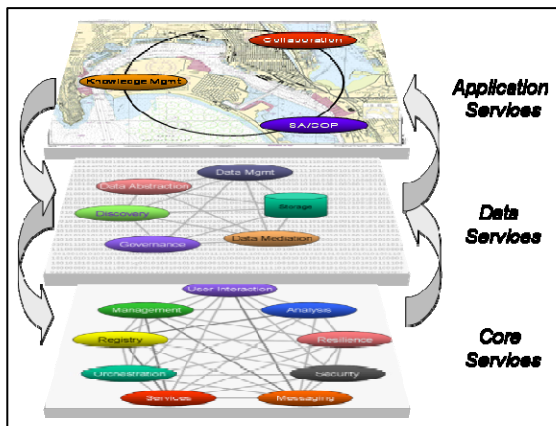 Collaboration
Knowledge Mgmt
SA/COP
Application
Services
Data Mgmt
Data Abstraction
Storage
Discovery
Governance
Data Mediation
Data
Services
User Interaction
Management
Analysis
Registry
Resilience
Orchestration
Security
Services
Messaging
Core
Services